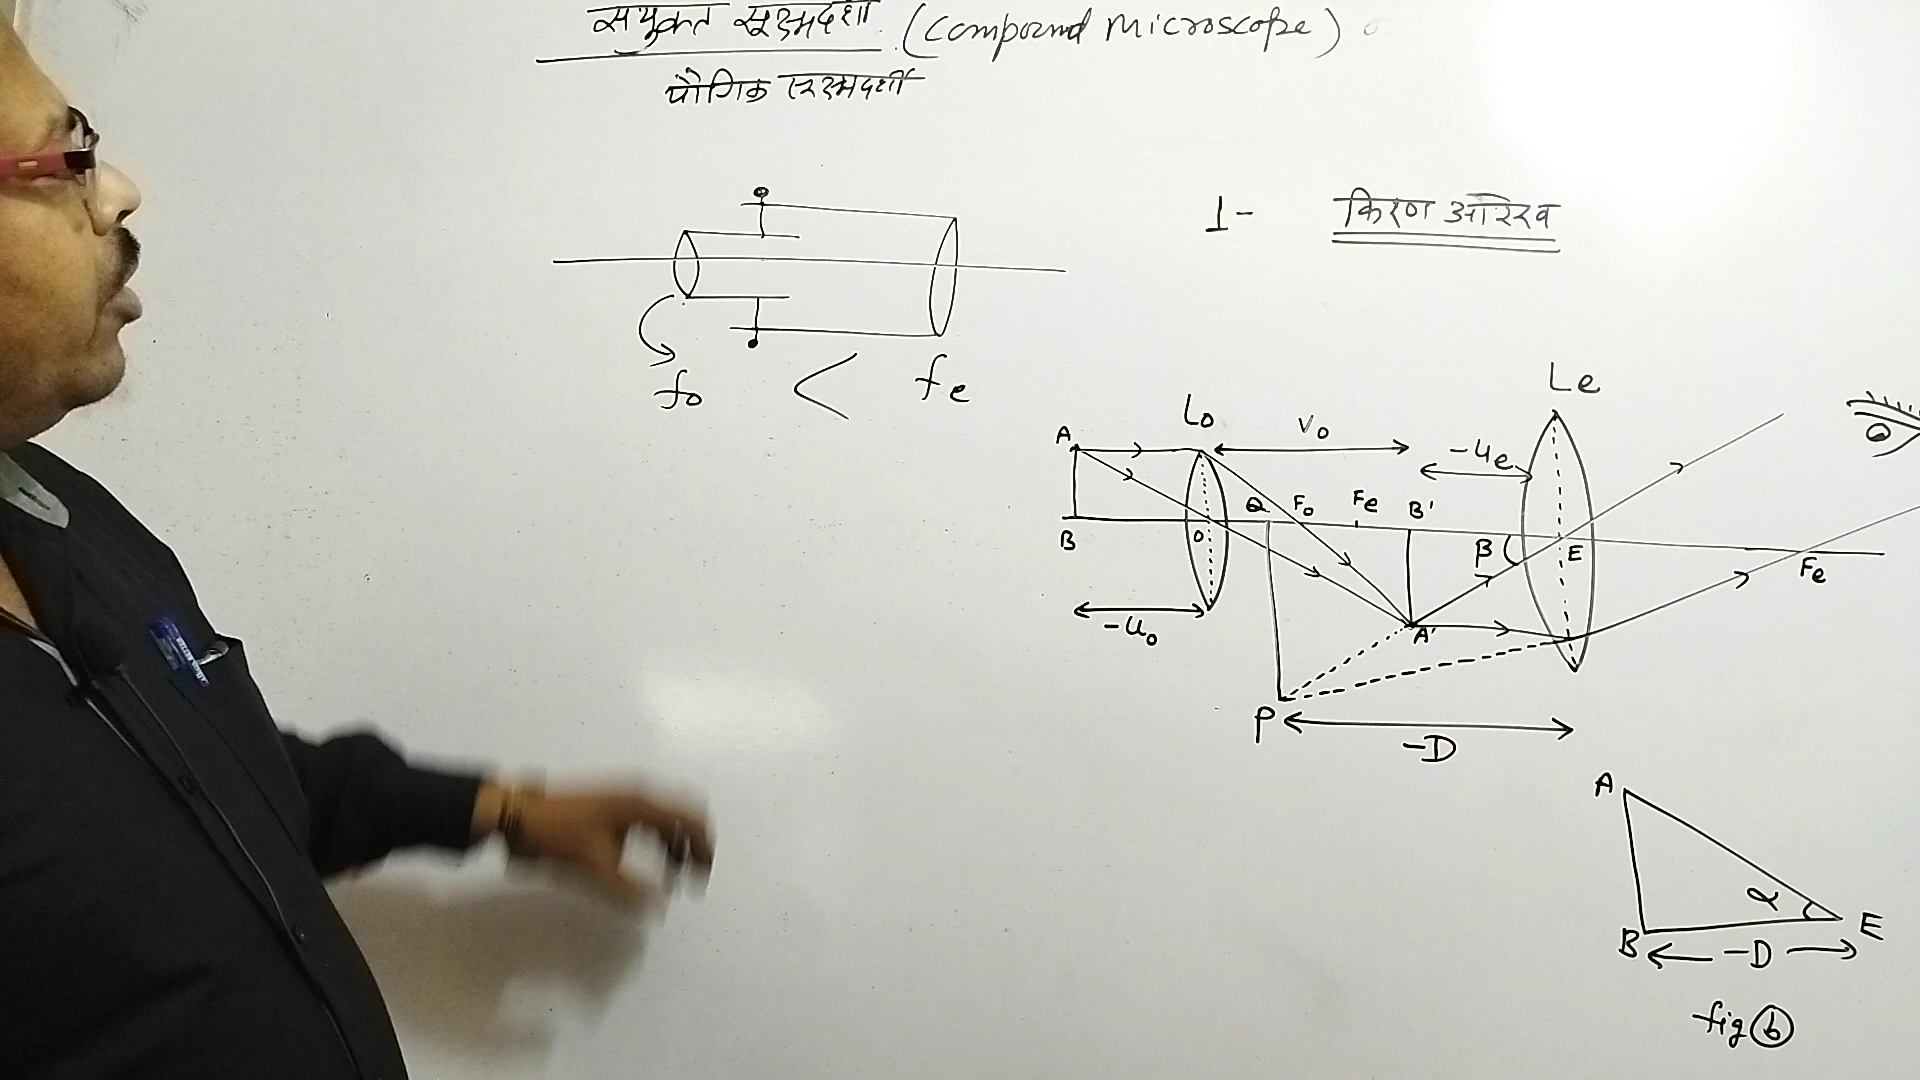 संयुक्त सूक्ष्मदर्शी (Compound Microscope)
यौगिक सूक्ष्मदर्शी
1- किरण आरेख
fo < fe
Le
Lo
vo
-ue
A
Q Fo Fe B'
B O β E Fe
-uo
A'
P
-D
A
α
B -D E
fig b